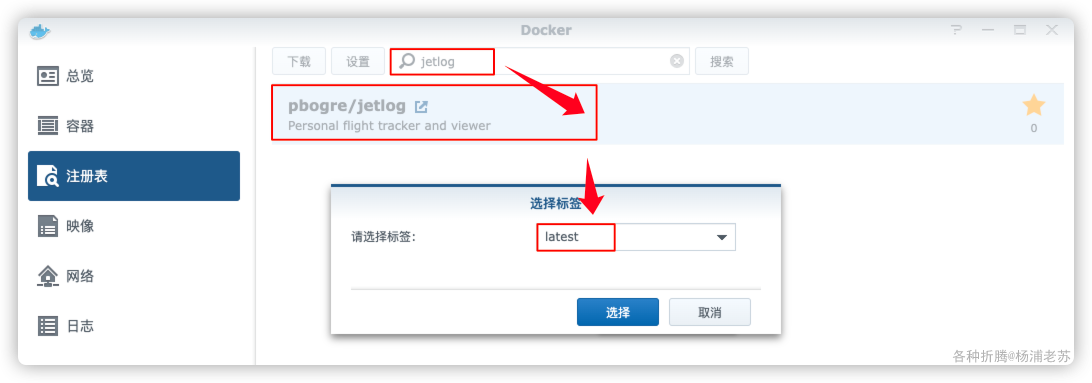 Docker
总览
容器
注册表
映像
网络
日志
下载 设置 jetlog 搜索
pbogre/jetlog
Personal flight tracker and viewer
0
选择标签
请选择标签: latest
选择 取消
各种折腾@杨浦老苏